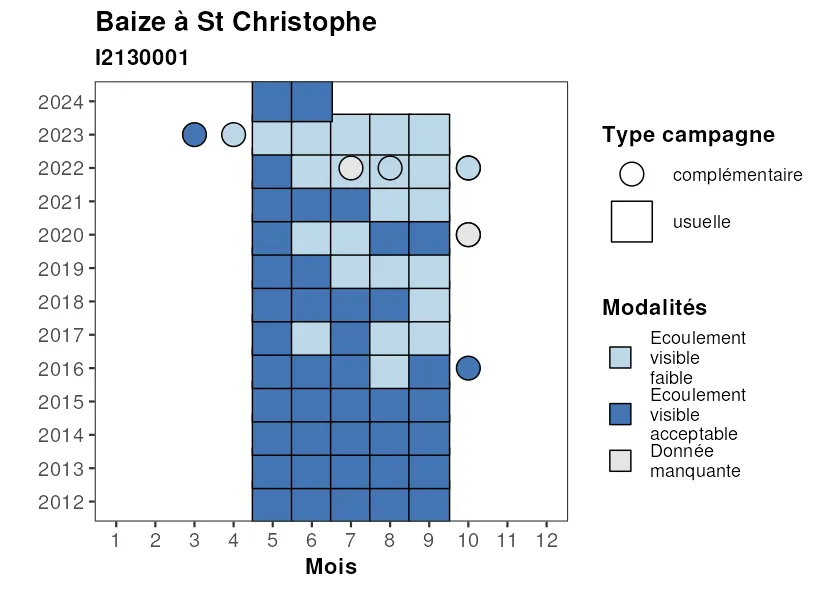 Baize à St Christophe
I2130001
2024
2023
2022
2021
2020
2019
2018
2017
2016
2015
2014
2013
2012
1 2 3 4 5 6 7 8 9 10 11 12
Mois
Type campagne
complémentaire
usuelle
Modalités
Ecoulement
visible
faible
Ecoulement
visible
acceptable
Donnée
manquante